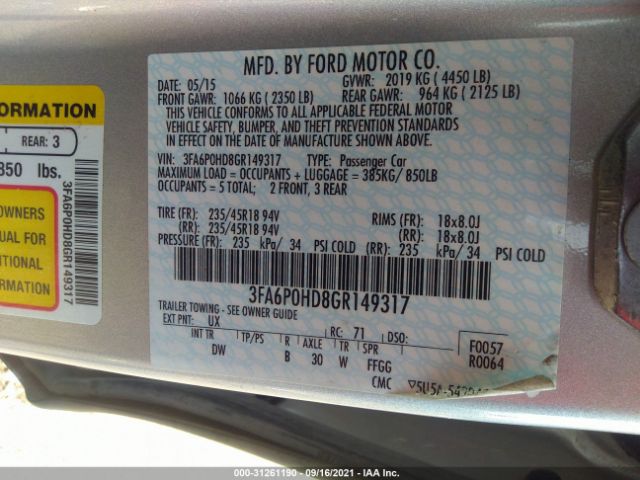 MFD. BY FORD MOTOR CO.
DATE: 05/15 GVWR: 2019 KG ( 4450 LB)
FRONT GAWR: 1066 KG ( 2350 LB) REAR GAWR: 964 KG ( 2125 LB)
THIS VEHICLE CONFORMS TO ALL APPLICABLE FEDERAL MOTOR
VEHICLE SAFETY, BUMPER, AND THEFT PREVENTION STANDARDS
IN EFFECT ON THE DATE OF MANUFACTURE SHOWN ABOVE.
VIN: 3FA6P0HD8GR149317 TYPE: Passenger Car
MAXIMUM LOAD = OCCUPANTS + LUGGAGE = 385KG/ 850LB
OCCUPANTS = 5 TOTAL; 2 FRONT, 3 REAR
TIRE (FR): 235/45R18 94V RIMS (FR): 18x8.0J
(RR): 235/45R18 94V (RR): 18x8.0J
PRESSURE (FR): 235 kPa/ 34 PSI COLD (RR): 235 kPa/ 34 PSI COLD
3FA6P0HD8GR149317
TRAILER TOWING - SEE OWNER GUIDE
EXT PNT: UX RC: 71 DSO: F0057
INT TR TP/PS R AXLE TR SPR R0064
DW B 30 W FFGG
CMC
ORMATION
REAR: 3
850 lbs.
OWNERS
UAL FOR
DITIONAL
RMATION
3FA6P0HD8GR149317
000-31261190 - 09/16/2021 - IAA Inc.